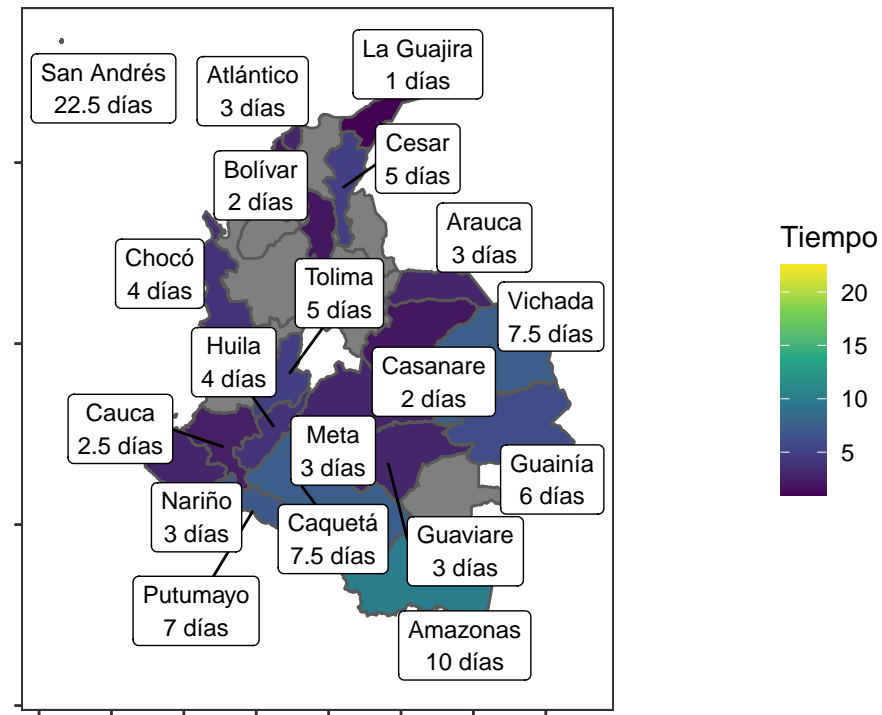 La Guajira
1 días
San Andrés
22.5 días
Atlántico
3 días
Cesar
5 días
Bolívar
2 días
Arauca
3 días
Chocó
4 días
Tolima
5 días
Vichada
7.5 días
Huila
4 días
Casanare
2 días
Cauca
2.5 días
Meta
3 días
Guainía
6 días
Nariño
3 días
Caquetá
7.5 días
Guaviare
3 días
Putumayo
7 días
Amazonas
10 días
Tiempo
20
15
10
5